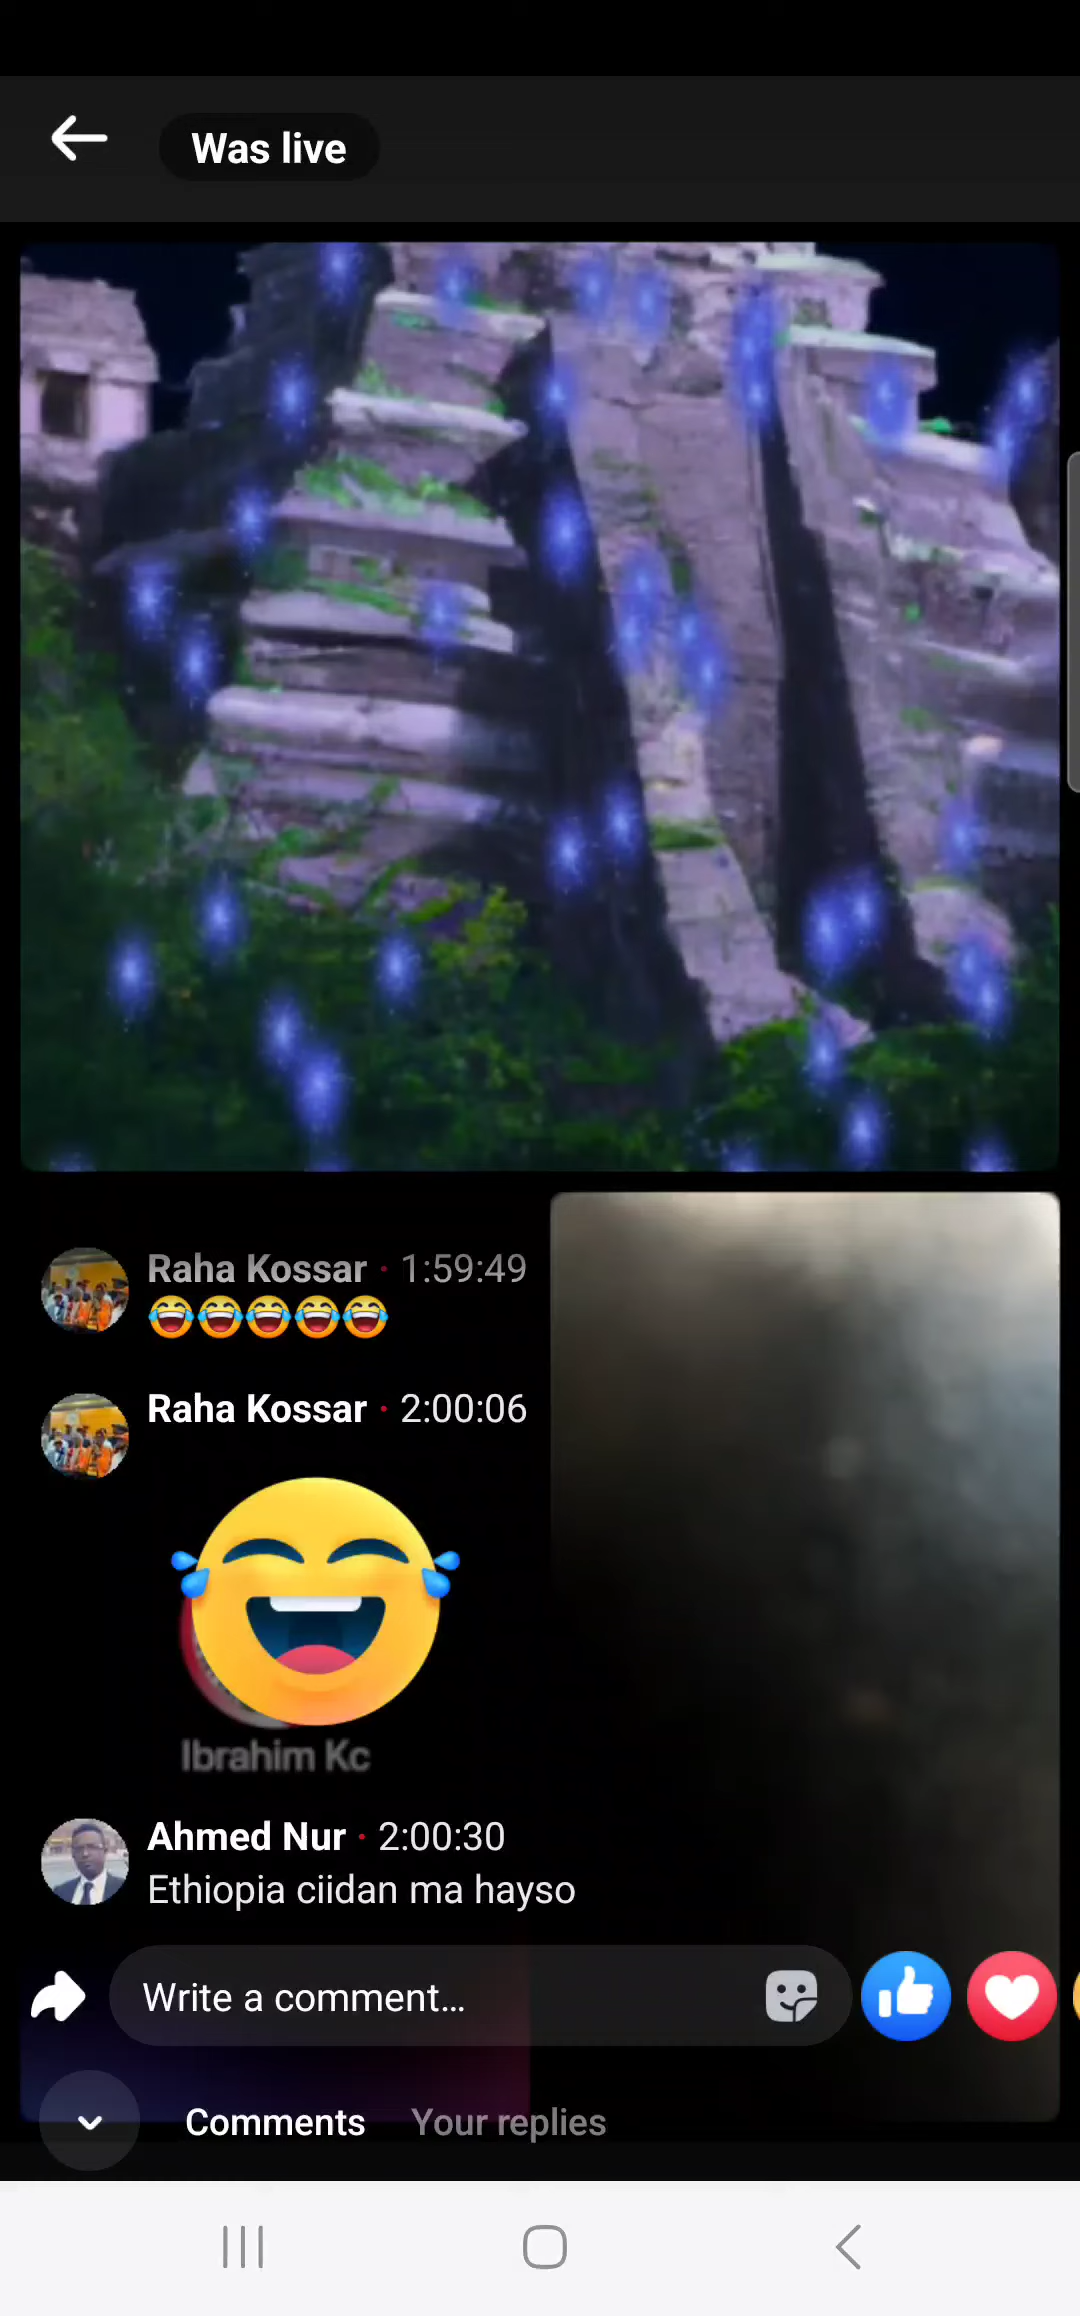 Was live
Raha Kossar · 1:59:49
😂😂😂😂😂
Raha Kossar · 2:00:06
Ibrahim Kc
Ahmed Nur · 2:00:30
Ethiopia ciidan ma hayso
Write a comment...
Comments Your replies